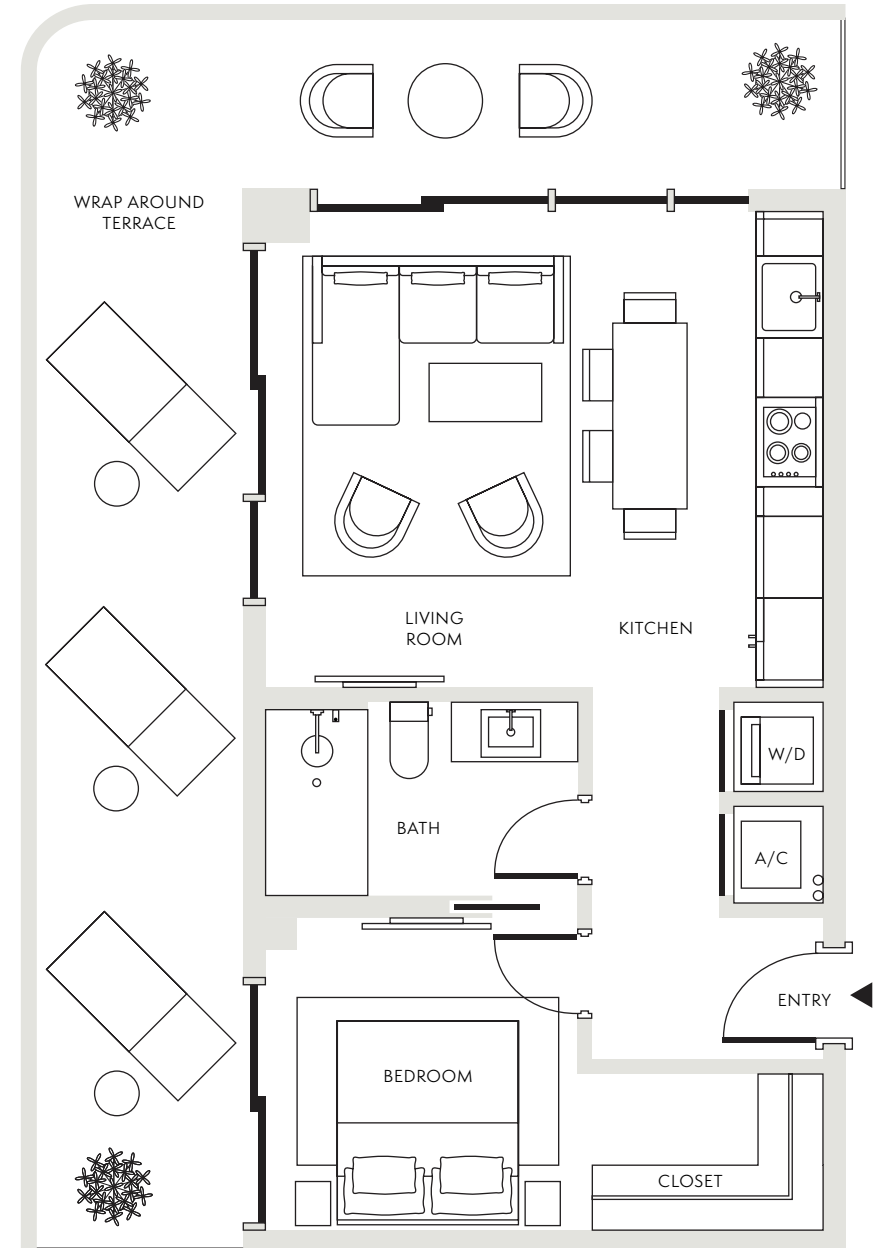 WRAP AROUND
TERRACE
LIVING
ROOM
KITCHEN
W/D
BATH
A/C
ENTRY
BEDROOM
CLOSET